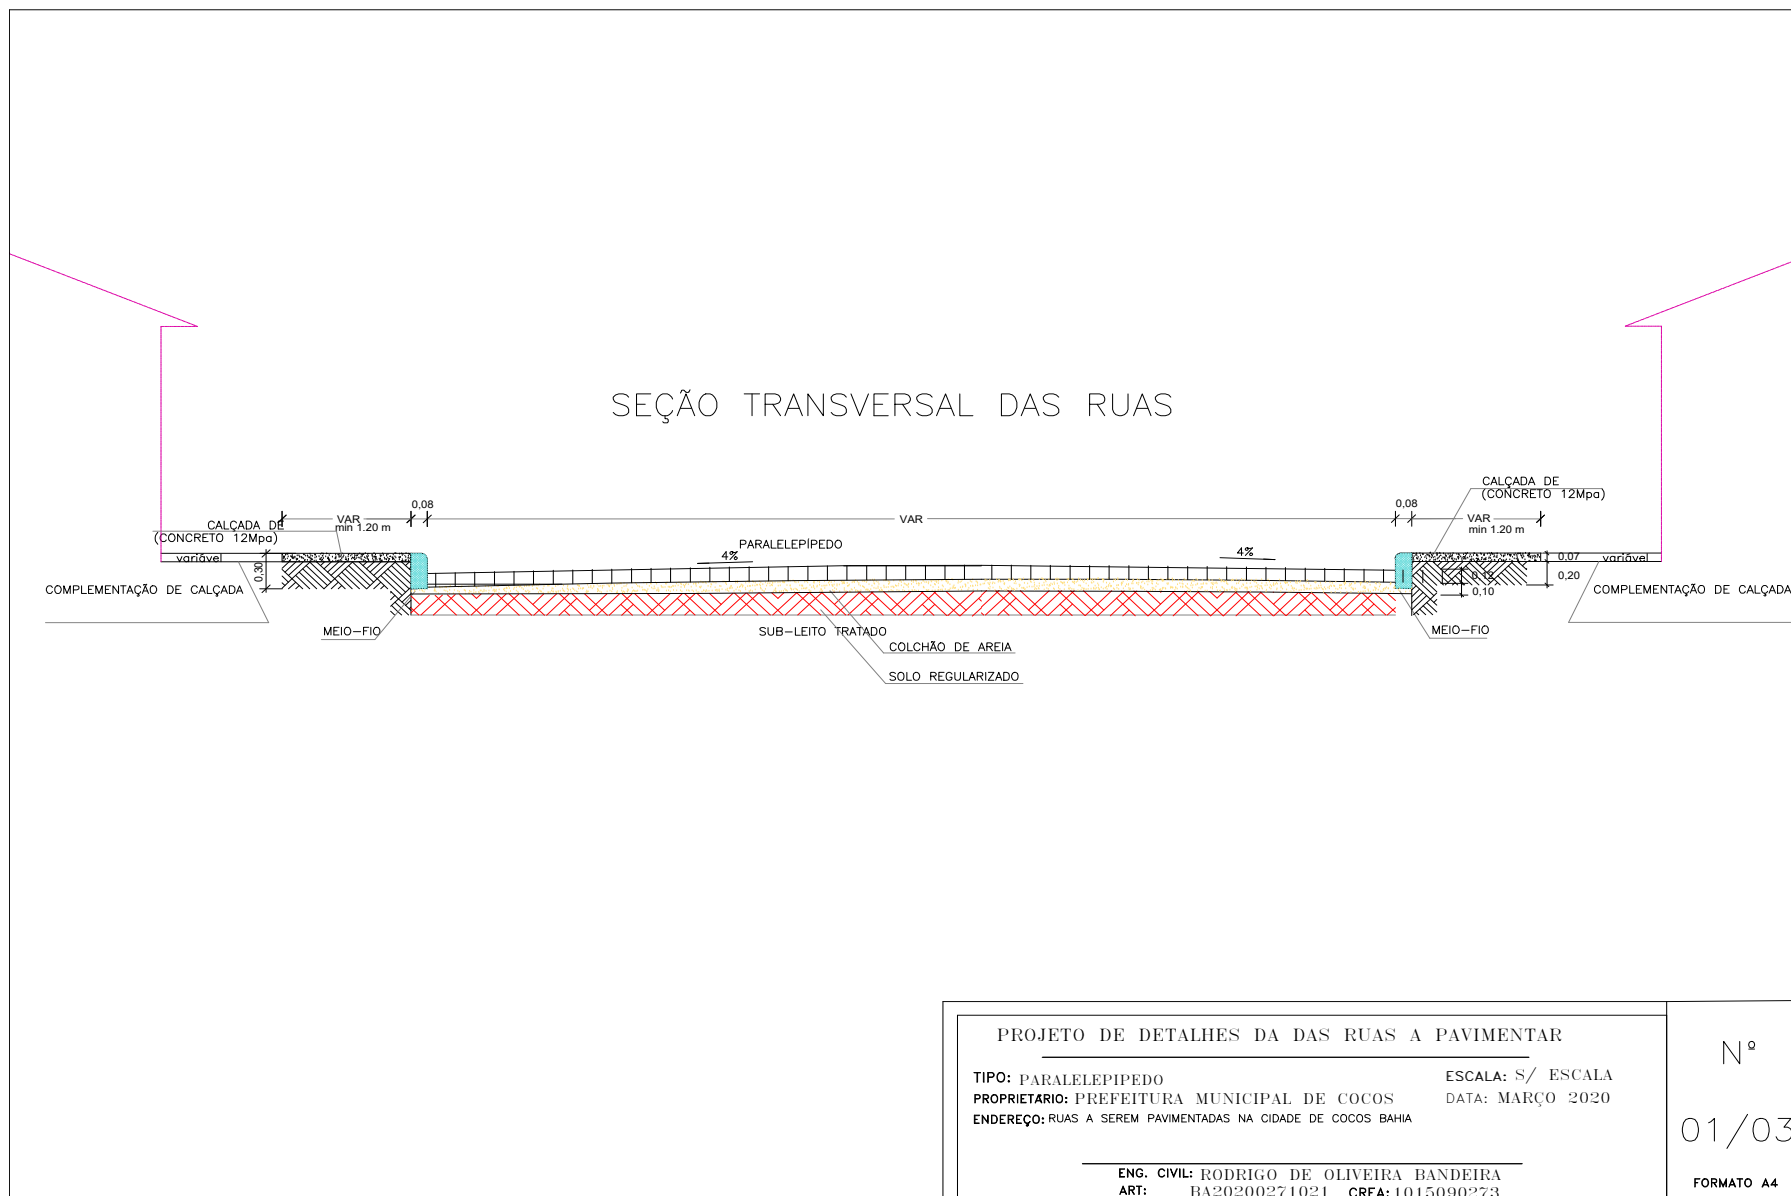 SEÇÃO TRANSVERSAL DAS RUAS
CALÇADA DE
(CONCRETO 12Mpa)
0,08
0,08
VAR
min 1.20 m
VAR
VAR
min 1.20 m
CALÇADA DE
(CONCRETO 12Mpa)
PARALELEPÍPEDO
4%
4%
variável
0,30
0,07
variável
0,12
0,20
0,10
COMPLEMENTAÇÃO DE CALÇADA
COMPLEMENTAÇÃO DE CALÇADA
MEIO-FIO
SUB-LEITO TRATADO
MEIO-FIO
COLCHÃO DE AREIA
SOLO REGULARIZADO
PROJETO DE DETALHES DA DAS RUAS A PAVIMENTAR
TIPO: PARALELEPIPEDO
ESCALA: S/ ESCALA
PROPRIETÁRIO: PREFEITURA MUNICIPAL DE COCOS
DATA: MARÇO 2020
ENDEREÇO: RUAS A SEREM PAVIMENTADAS NA CIDADE DE COCOS BAHIA
ENG. CIVIL: RODRIGO DE OLIVEIRA BANDEIRA
ART: BA20200271021 CREA: 1015090273
Nº
01/03
FORMATO A4